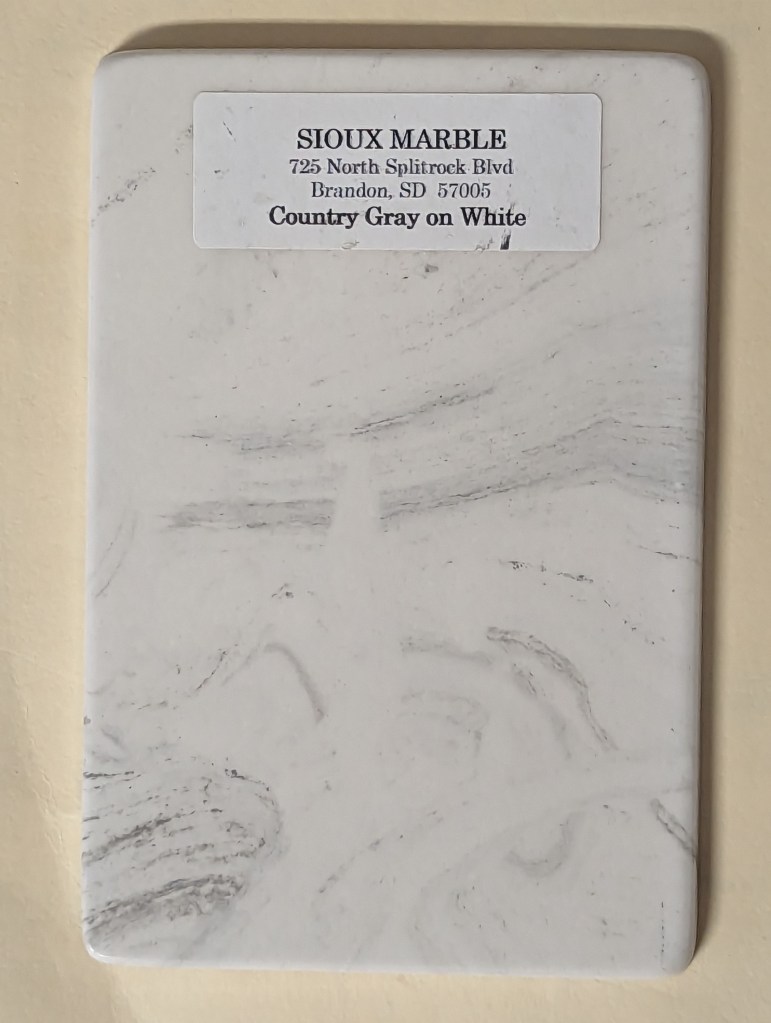 SIOUX MARBLE
725 North Splitrock Blvd
Brandon, SD 57005
Country Gray on White